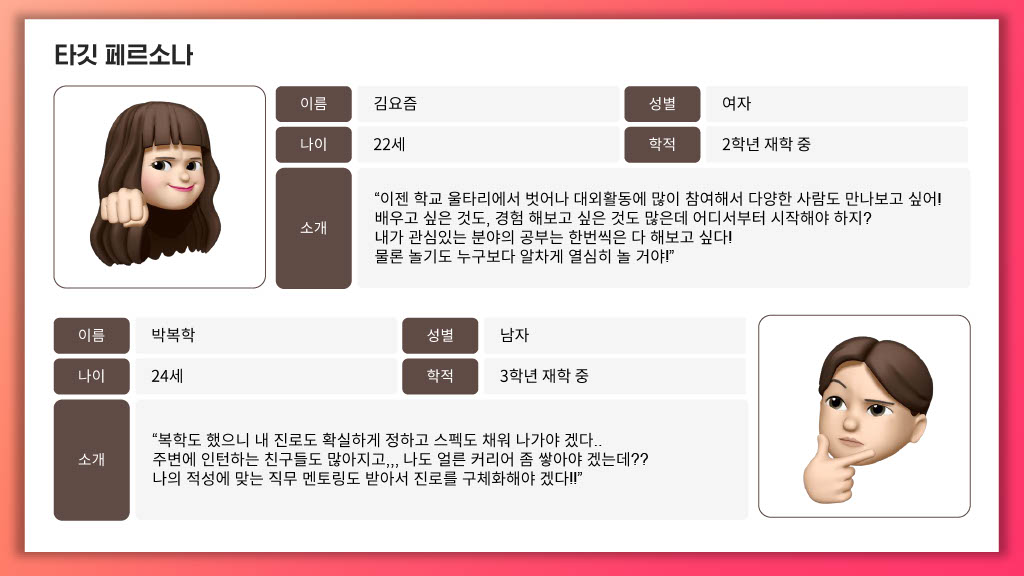 타깃 페르소나
이름 김요즘 성별 여자
나이 22세 학적 2학년 재학 중
소개
“이젠 학교 울타리에서 벗어나 대외활동에 많이 참여해서 다양한 사람도 만나보고 싶어!
배우고 싶은 것도, 경험 해보고 싶은 것도 많은데 어디서부터 시작해야 하지?
내가 관심있는 분야의 공부는 한번씩은 다 해보고 싶다!
물론 놀기도 누구보다 알차게 열심히 놀 거야!”
이름 박복학 성별 남자
나이 24세 학적 3학년 재학 중
소개
“복학도 했으니 내 진로도 확실하게 정하고 스펙도 채워 나가야 겠다..
주변에 인턴하는 친구들도 많아지고,,, 나도 얼른 커리어 좀 쌓아야 겠는데??
나의 적성에 맞는 직무 멘토링도 받아서 진로를 구체화해야 겠다!!”